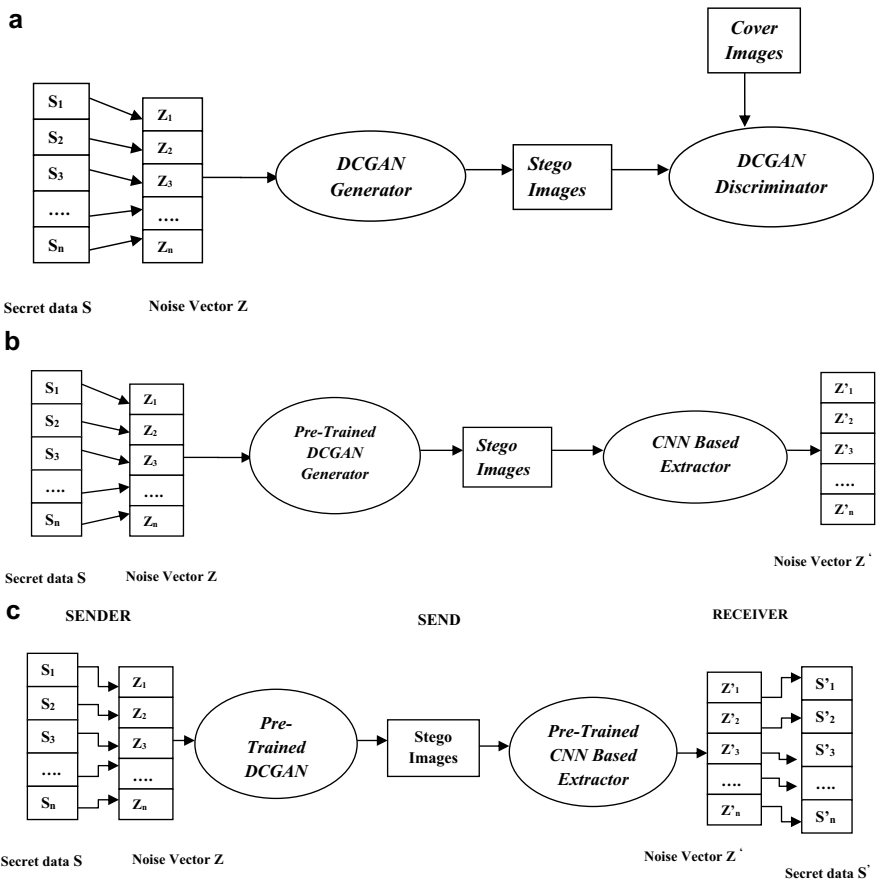 a
Cover
Images
S₁
S₂
S₃
....
Sₙ
Z₁
Z₂
Z₃
....
Zₙ
DCGAN
Generator
Stego
Images
DCGAN
Discriminator
Secret data S
Noise Vector Z
b
S₁
S₂
S₃
....
Sₙ
Z₁
Z₂
Z₃
....
Zₙ
Pre-Trained
DCGAN
Generator
Stego
Images
CNN Based
Extractor
Z’₁
Z’₂
Z’₃
....
Z’ₙ
Secret data S
Noise Vector Z
Noise Vector Z ‘
c
SENDER
SEND
RECEIVER
S₁
S₂
S₃
....
Sₙ
Z₁
Z₂
Z₃
....
Zₙ
Pre-
Trained
DCGAN
Stego
Images
Pre-Trained
CNN Based
Extractor
Z’₁
Z’₂
Z’₃
....
Z’ₙ
S’₁
S’₂
S’₃
....
S’ₙ
Secret data S
Noise Vector Z
Noise Vector Z ‘
Secret data S’